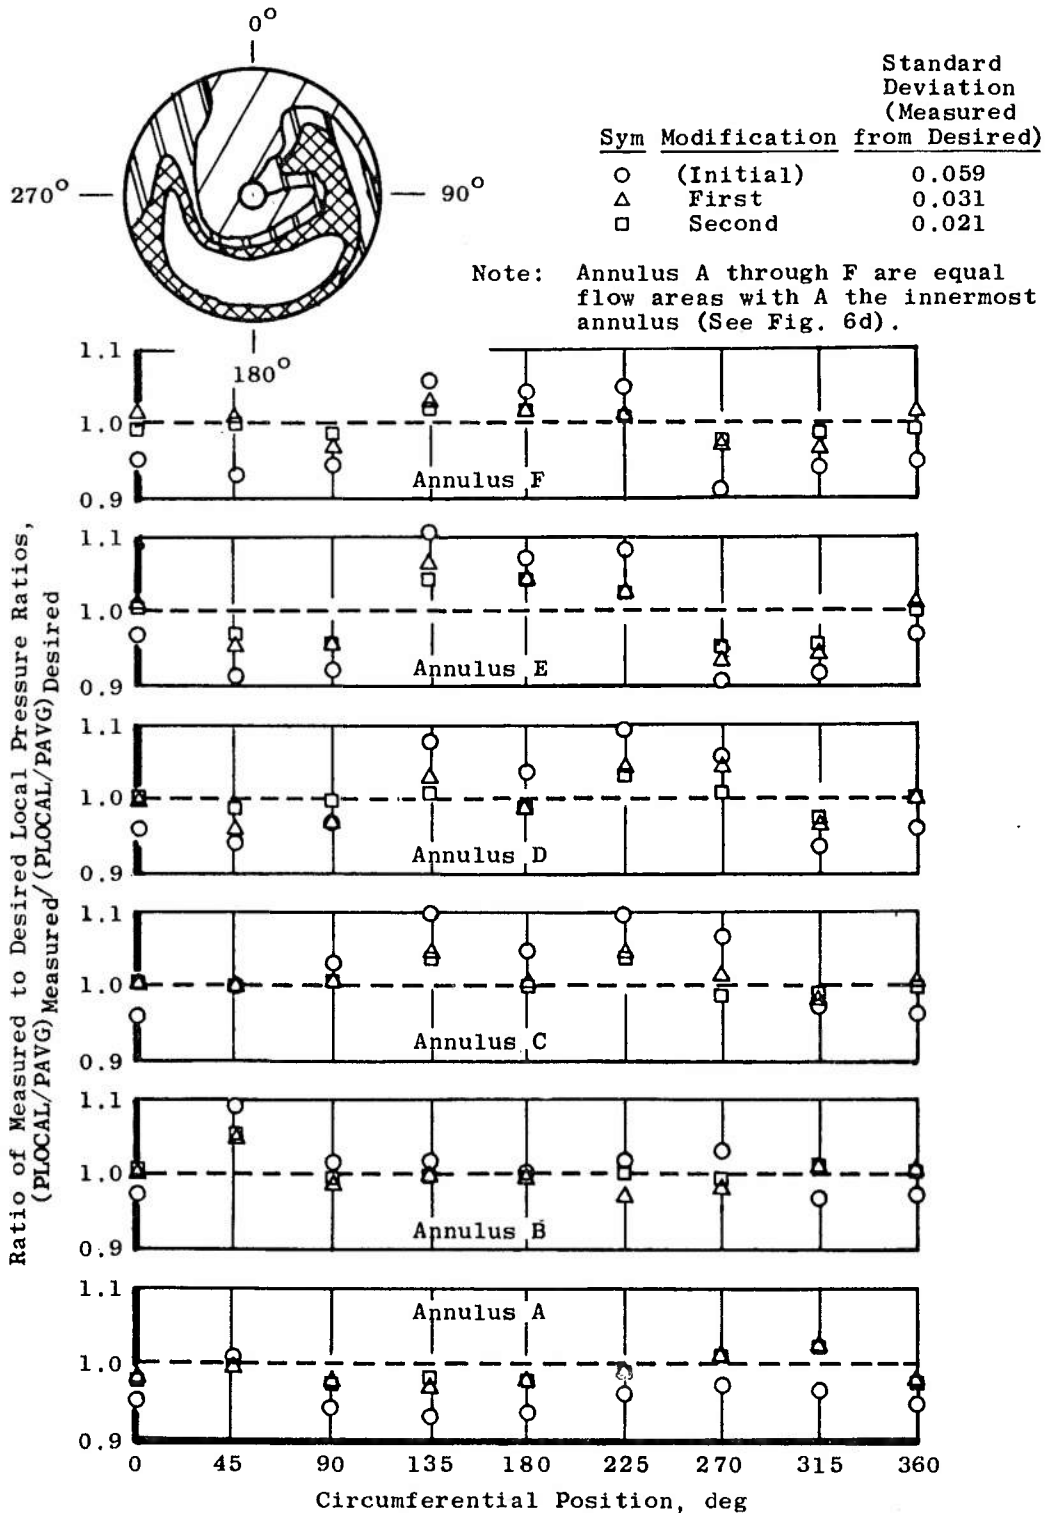 0°
270°
90°
180°
Standard
Deviation
(Measured
Sym Modification from Desired)
(Initial) 0.059
First 0.031
Second 0.021
Note: Annulus A through F are equal
flow areas with A the innermost
annulus (See Fig. 6d).
Ratio of Measured to Desired Local Pressure Ratios,
(PLOCAL/PAVG)Measured/(PLOCAL/PAVG)Desired
1.1
1.0
0.9
Annulus F
1.1
1.0
0.9
Annulus E
1.1
1.0
0.9
Annulus D
1.1
1.0
0.9
Annulus C
1.1
1.0
0.9
Annulus B
1.1
1.0
0.9
Annulus A
0 45 90 135 180 225 270 315 360
Circumferential Position, deg